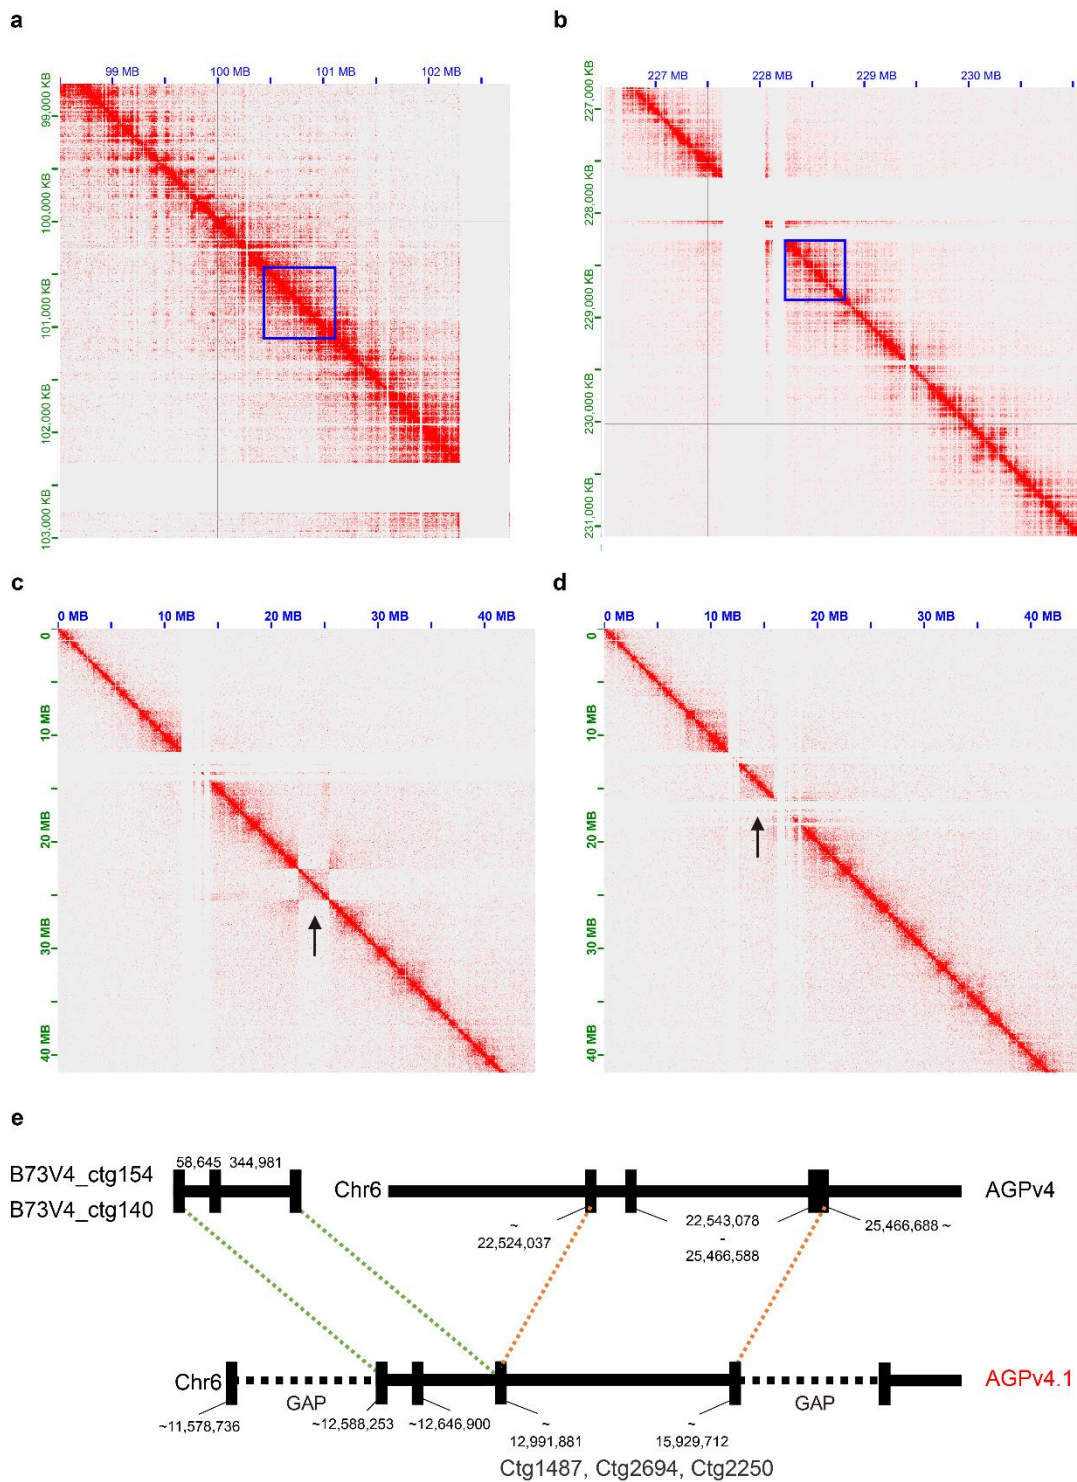 a
99 MB 100 MB 101 MB 102 MB
99,000 KB
100,000 KB
101,000 KB
102,000 KB
103,000 KB
b
227 MB 228 MB 229 MB 230 MB
227,000 KB
228,000 KB
229,000 KB
230,000 KB
231,000 KB
c
0 MB 10 MB 20 MB 30 MB 40 MB
0
10 MB
20 MB
30 MB
40 MB
d
0 MB 10 MB 20 MB 30 MB 40 MB
0
10 MB
20 MB
30 MB
40 MB
e
B73V4_ctg154
B73V4_ctg140
58,645 344,981
Chr6
AGPv4
~
22,524,037
22,543,078
-
25,466,588
25,466,688 ~
Chr6
GAP
GAP
AGPv4.1
~11,578,736
~12,588,253
~12,646,900
~
12,991,881
~
15,929,712
Ctg1487, Ctg2694, Ctg2250